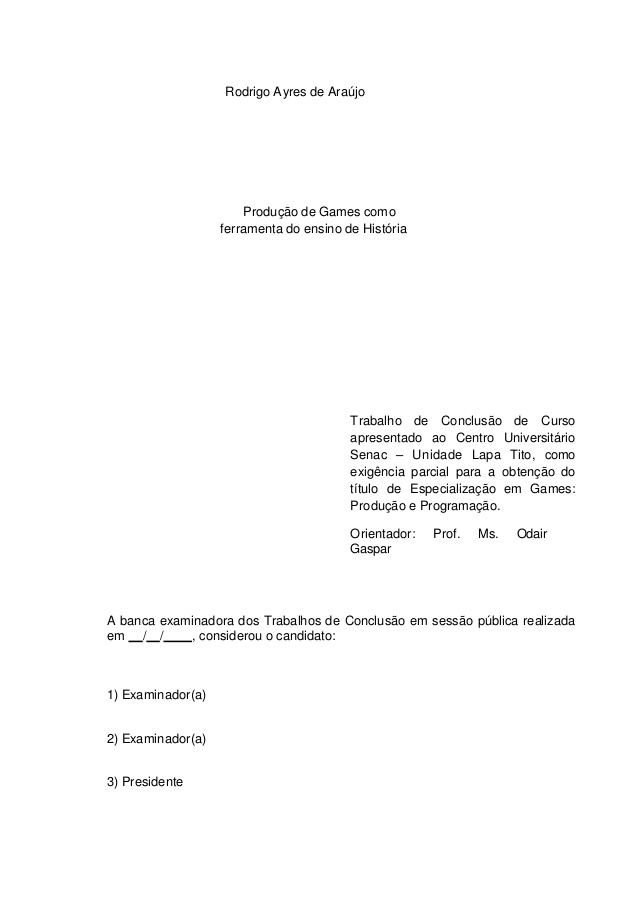 Rodrigo Ayres de Araújo
Produção de Games como
ferramenta do ensino de História
Trabalho de Conclusão de Curso
apresentado ao Centro Universitário
Senac – Unidade Lapa Tito, como
exigência parcial para a obtenção do
título de Especialização em Games:
Produção e Programação.
Orientador: Prof. Ms. Odair
Gaspar
A banca examinadora dos Trabalhos de Conclusão em sessão pública realizada
em __/__/____, considerou o candidato:
1) Examinador(a)
2) Examinador(a)
3) Presidente